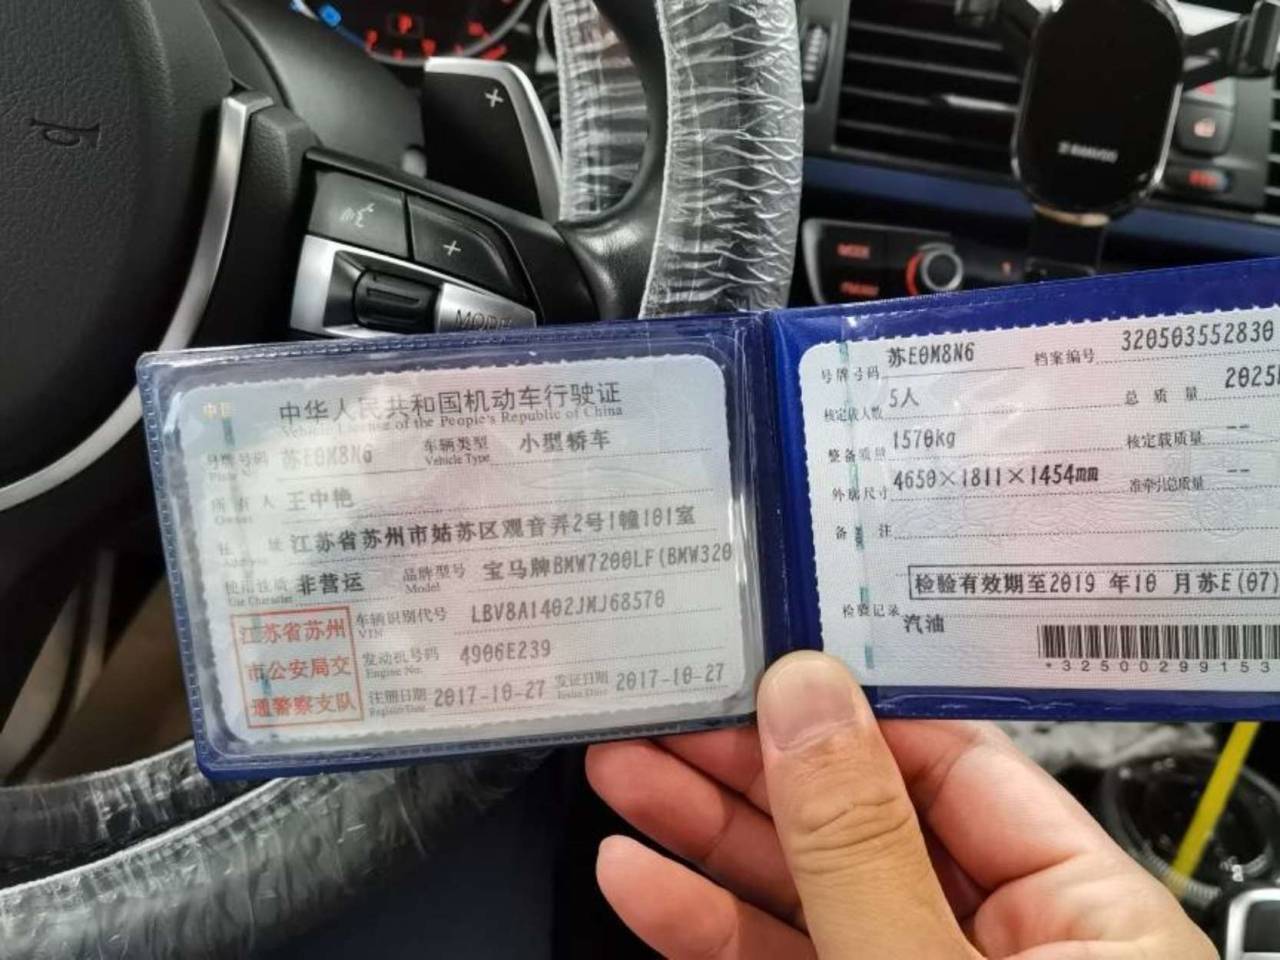 +
+
MODE
中华人民共和国机动车行驶证
Vehicle License of the People's Republic of China
号牌号码 苏E0M8N6 车辆类型 小型轿车
Vehicle Type
所有人 王中艳
住址 江苏省苏州市姑苏区观音弄2号1幢101室
使用性质 非营运 品牌型号 宝马牌BMW7200LF(BMW320
Use Character Model
车辆识别代号 LBV8A1402JMJ68570
VIN
发动机号码 4906E239
Engine No.
注册日期 2017-10-27 发证日期 2017-10-27
Register Date Issue Date
江苏省苏州
市公安局交
通警察支队
号牌号码 苏E0M8N6 档案编号 320503552830
核定载人数 5人 总质量 2025
整备质量 1570kg 核定载质量 --
外廓尺寸 4650×1811×1454mm 准牵引总质量 --
备注
检验有效期至2019 年10 月苏E(07)
检验记录
汽油
*32500299153